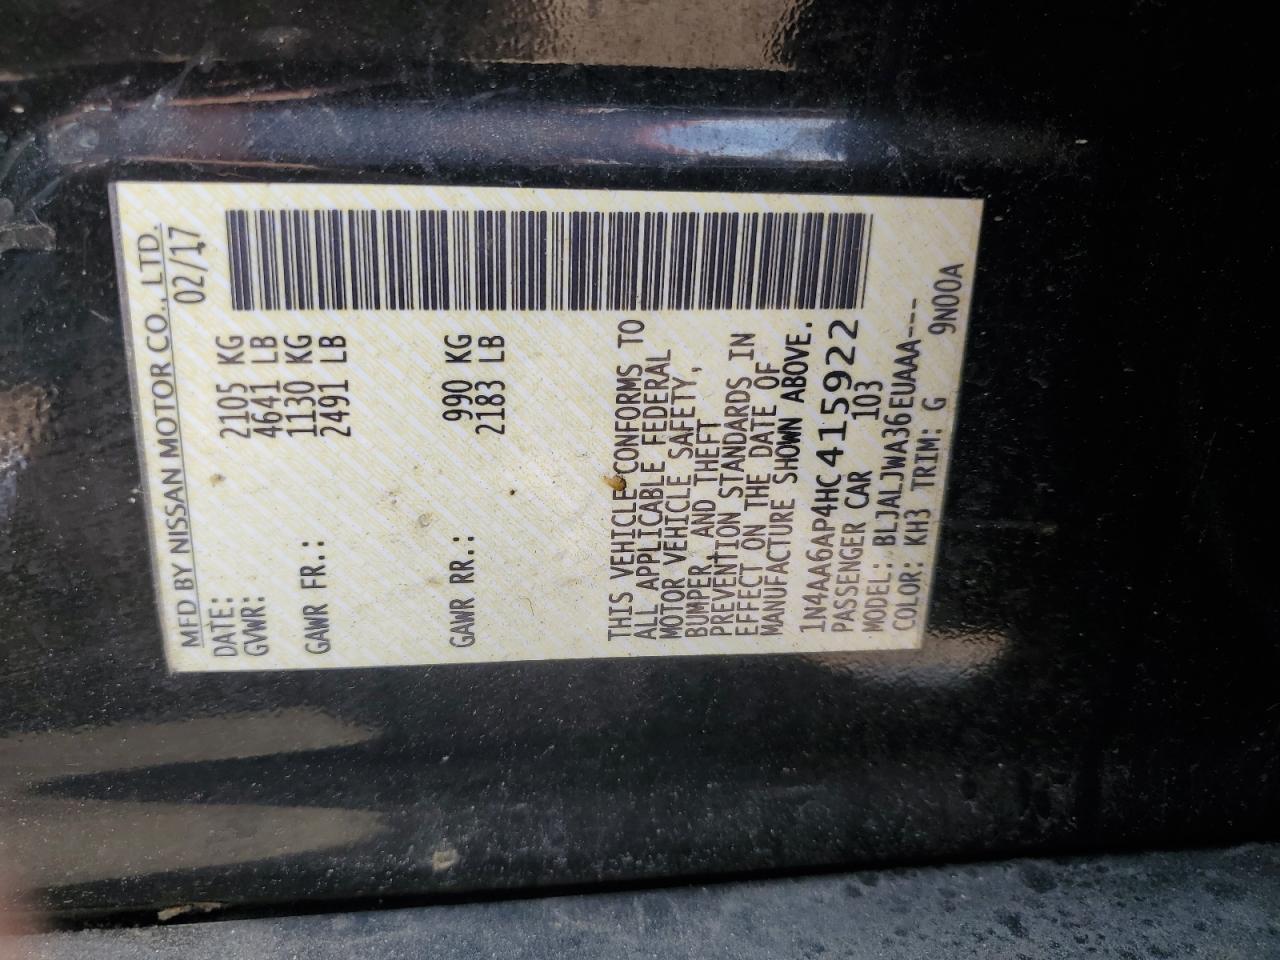 MFD BY NISSAN MOTOR CO., LTD.
DATE: 02/17
GVWR: 2105 KG
4641 LB
GAWR FR.: 1130 KG
2491 LB
GAWR RR.: 990 KG
2183 LB
THIS VEHICLE CONFORMS TO
ALL APPLICABLE FEDERAL
MOTOR VEHICLE SAFETY,
BUMPER, AND THEFT
PREVENTION STANDARDS IN
EFFECT ON THE DATE OF
MANUFACTURE SHOWN ABOVE.
1N4AA6AP4HC415922
PASSENGER CAR 103
MODEL: BLJALJWA36EUAAA---
COLOR: KH3 TRIM: G 9N00A